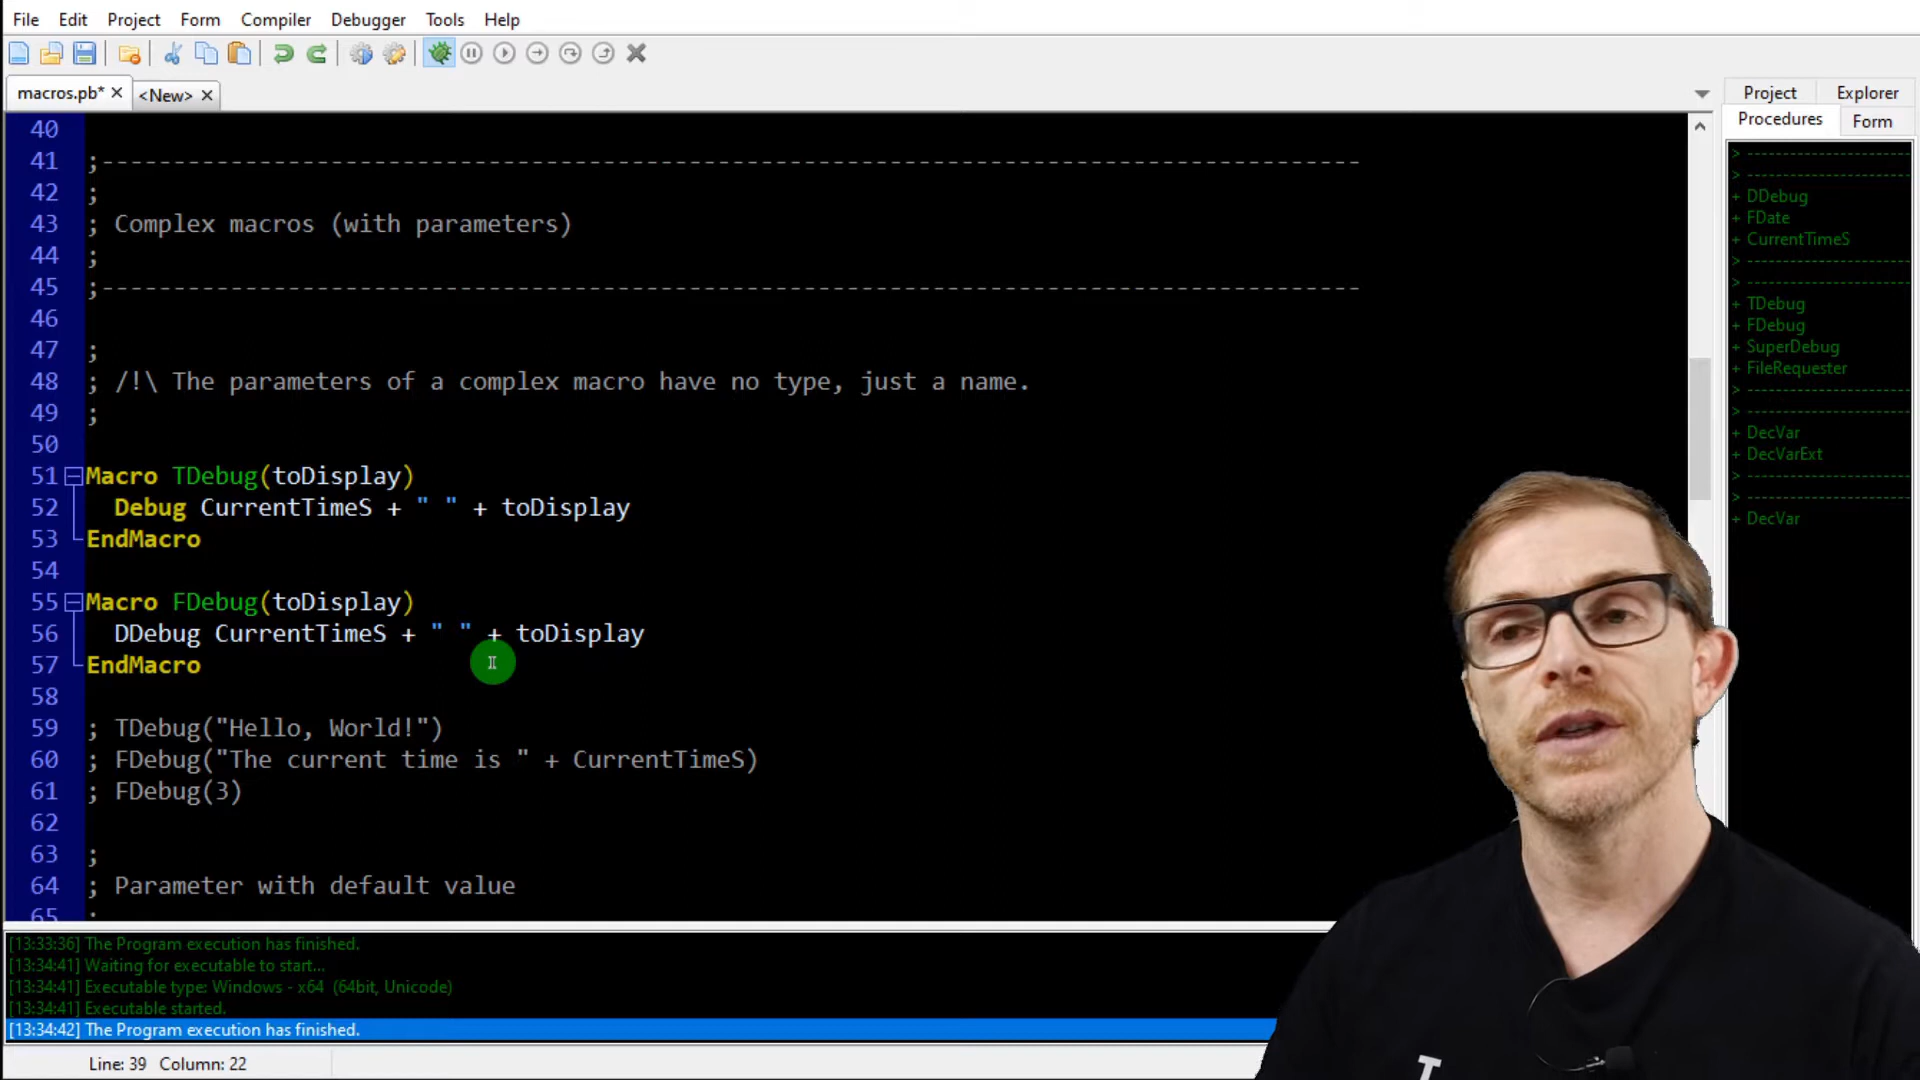 File Edit Project Form Compiler Debugger Tools Help
macros.pb* <New>
Project Explorer
Procedures Form
40
41 ;----------------------------------------------------------------------------------------
42 ;
43 ; Complex macros (with parameters)
44 ;
45 ;----------------------------------------------------------------------------------------
46
47 ;
48 ; /!\ The parameters of a complex macro have no type, just a name.
49 ;
50
51 Macro TDebug(toDisplay)
52 Debug CurrentTimeS + " " + toDisplay
53 EndMacro
54
55 Macro FDebug(toDisplay)
56 DDebug CurrentTimeS + " " + toDisplay
57 EndMacro
58
59 ; TDebug("Hello, World!")
60 ; FDebug("The current time is " + CurrentTimeS)
61 ; FDebug(3)
62
63 ;
64 ; Parameter with default value
65 ;
> -----------------------
> -----------------------
+ DDebug
+ FDate
+ CurrentTimeS
> -----------------------
> -----------------------
+ TDebug
+ FDebug
+ SuperDebug
+ FileRequester
> -----------------------
> -----------------------
+ DecVar
+ DecVarExt
> -----------------------
> -----------------------
+ DecVar
[13:33:36] The Program execution has finished.
[13:34:41] Waiting for executable to start...
[13:34:41] Executable type: Windows - x64 (64bit, Unicode)
[13:34:41] Executable started.
[13:34:42] The Program execution has finished.
Line: 39 Column: 22